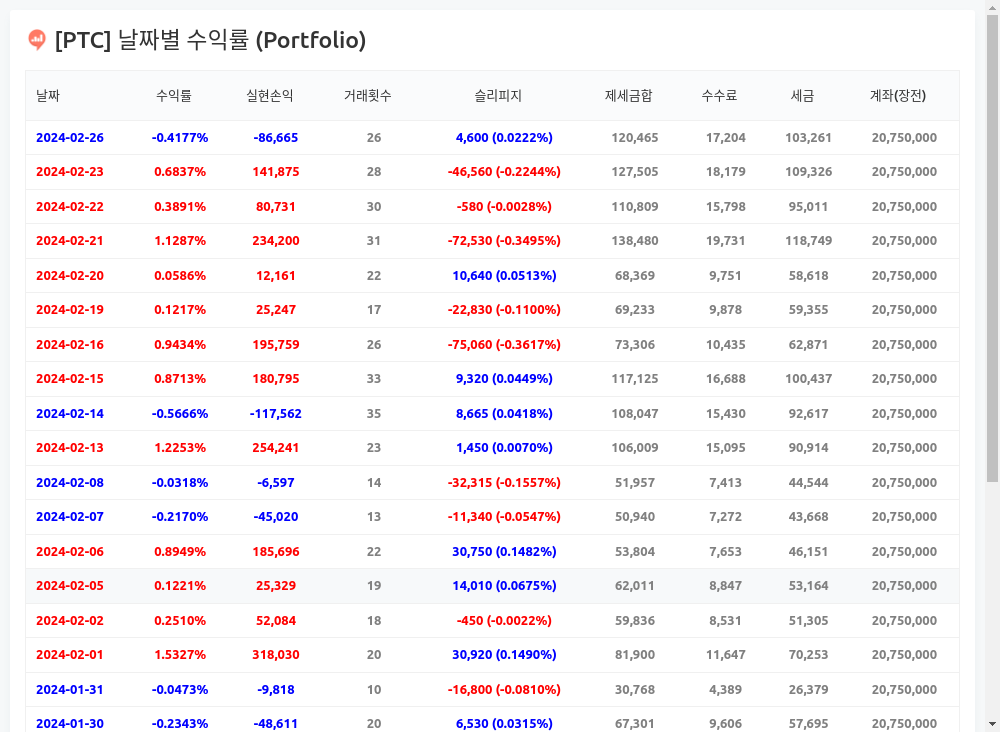 [PTC] 날짜별 수익률 (Portfolio)
날짜 수익률 실현손익 거래횟수 슬리피지 제세금합 수수료 세금 계좌(장전)
2024-02-26 -0.4177% -86,665 26 4,600 (0.0222%) 120,465 17,204 103,261 20,750,000
2024-02-23 0.6837% 141,875 28 -46,560 (-0.2244%) 127,505 18,179 109,326 20,750,000
2024-02-22 0.3891% 80,731 30 -580 (-0.0028%) 110,809 15,798 95,011 20,750,000
2024-02-21 1.1287% 234,200 31 -72,530 (-0.3495%) 138,480 19,731 118,749 20,750,000
2024-02-20 0.0586% 12,161 22 10,640 (0.0513%) 68,369 9,751 58,618 20,750,000
2024-02-19 0.1217% 25,247 17 -22,830 (-0.1100%) 69,233 9,878 59,355 20,750,000
2024-02-16 0.9434% 195,759 26 -75,060 (-0.3617%) 73,306 10,435 62,871 20,750,000
2024-02-15 0.8713% 180,795 33 9,320 (0.0449%) 117,125 16,688 100,437 20,750,000
2024-02-14 -0.5666% -117,562 35 8,665 (0.0418%) 108,047 15,430 92,617 20,750,000
2024-02-13 1.2253% 254,241 23 1,450 (0.0070%) 106,009 15,095 90,914 20,750,000
2024-02-08 -0.0318% -6,597 14 -32,315 (-0.1557%) 51,957 7,413 44,544 20,750,000
2024-02-07 -0.2170% -45,020 13 -11,340 (-0.0547%) 50,940 7,272 43,668 20,750,000
2024-02-06 0.8949% 185,696 22 30,750 (0.1482%) 53,804 7,653 46,151 20,750,000
2024-02-05 0.1221% 25,329 19 14,010 (0.0675%) 62,011 8,847 53,164 20,750,000
2024-02-02 0.2510% 52,084 18 -450 (-0.0022%) 59,836 8,531 51,305 20,750,000
2024-02-01 1.5327% 318,030 20 30,920 (0.1490%) 81,900 11,647 70,253 20,750,000
2024-01-31 -0.0473% -9,818 10 -16,800 (-0.0810%) 30,768 4,389 26,379 20,750,000
2024-01-30 -0.2343% -48,611 20 6,530 (0.0315%) 67,301 9,606 57,695 20,750,000